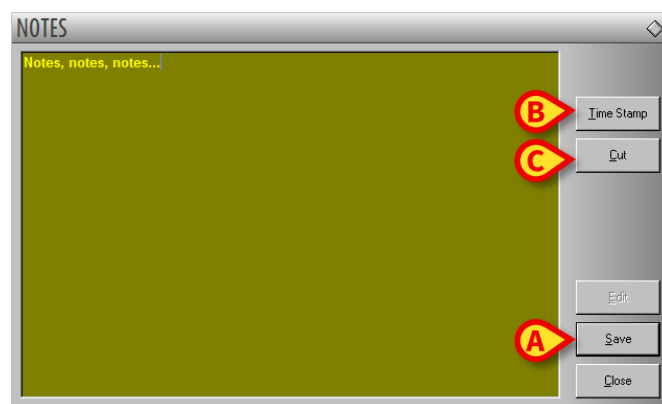 NOTES
Notes, notes, notes...
B
Time Stamp
C
Cut
Edit
A
Save
Close